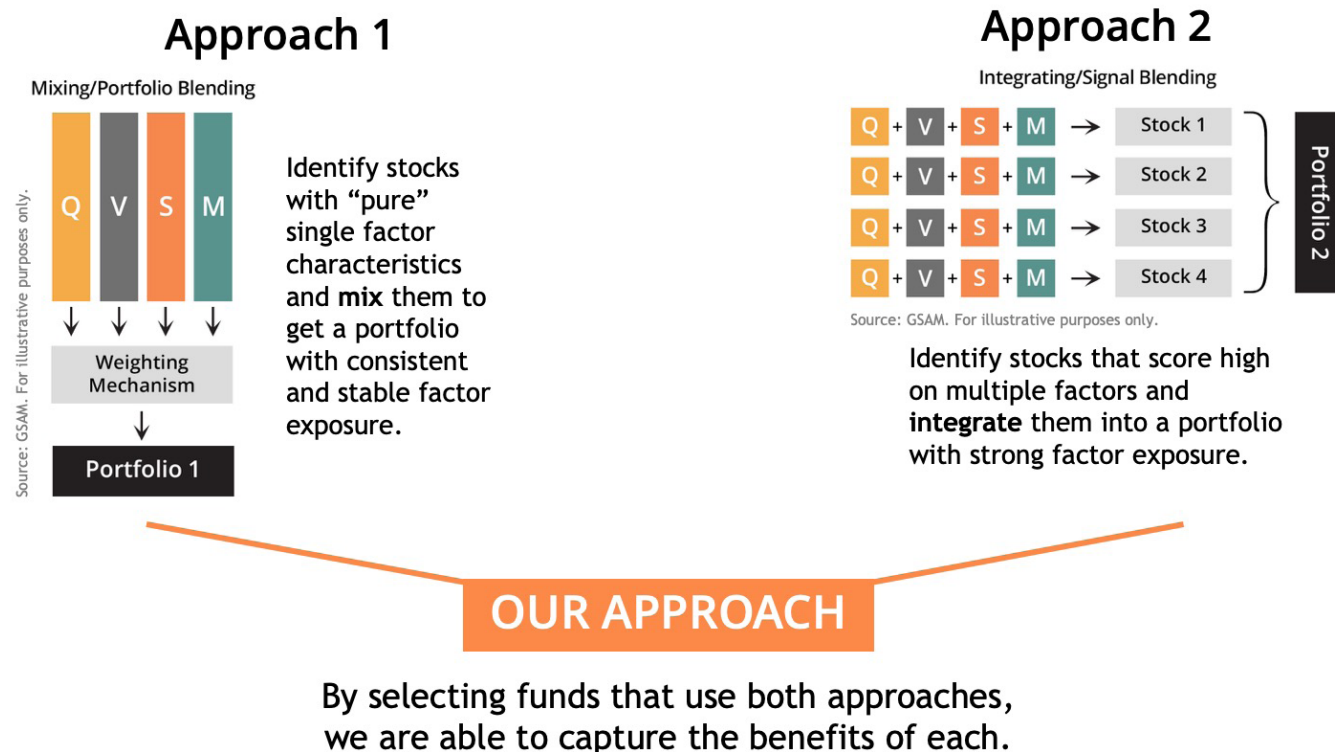 Approach 1
Mixing/Portfolio Blending
Q V S M
Weighting
Mechanism
Portfolio 1
Source: GSAM. For illustrative purposes only.
Identify stocks
with “pure”
single factor
characteristics
and mix them to
get a portfolio
with consistent
and stable factor
exposure.
Approach 2
Integrating/Signal Blending
Q + V + S + M → Stock 1
Q + V + S + M → Stock 2
Q + V + S + M → Stock 3
Q + V + S + M → Stock 4
Portfolio 2
Source: GSAM. For illustrative purposes only.
Identify stocks that score high
on multiple factors and
integrate them into a portfolio
with strong factor exposure.
OUR APPROACH
By selecting funds that use both approaches,
we are able to capture the benefits of each.